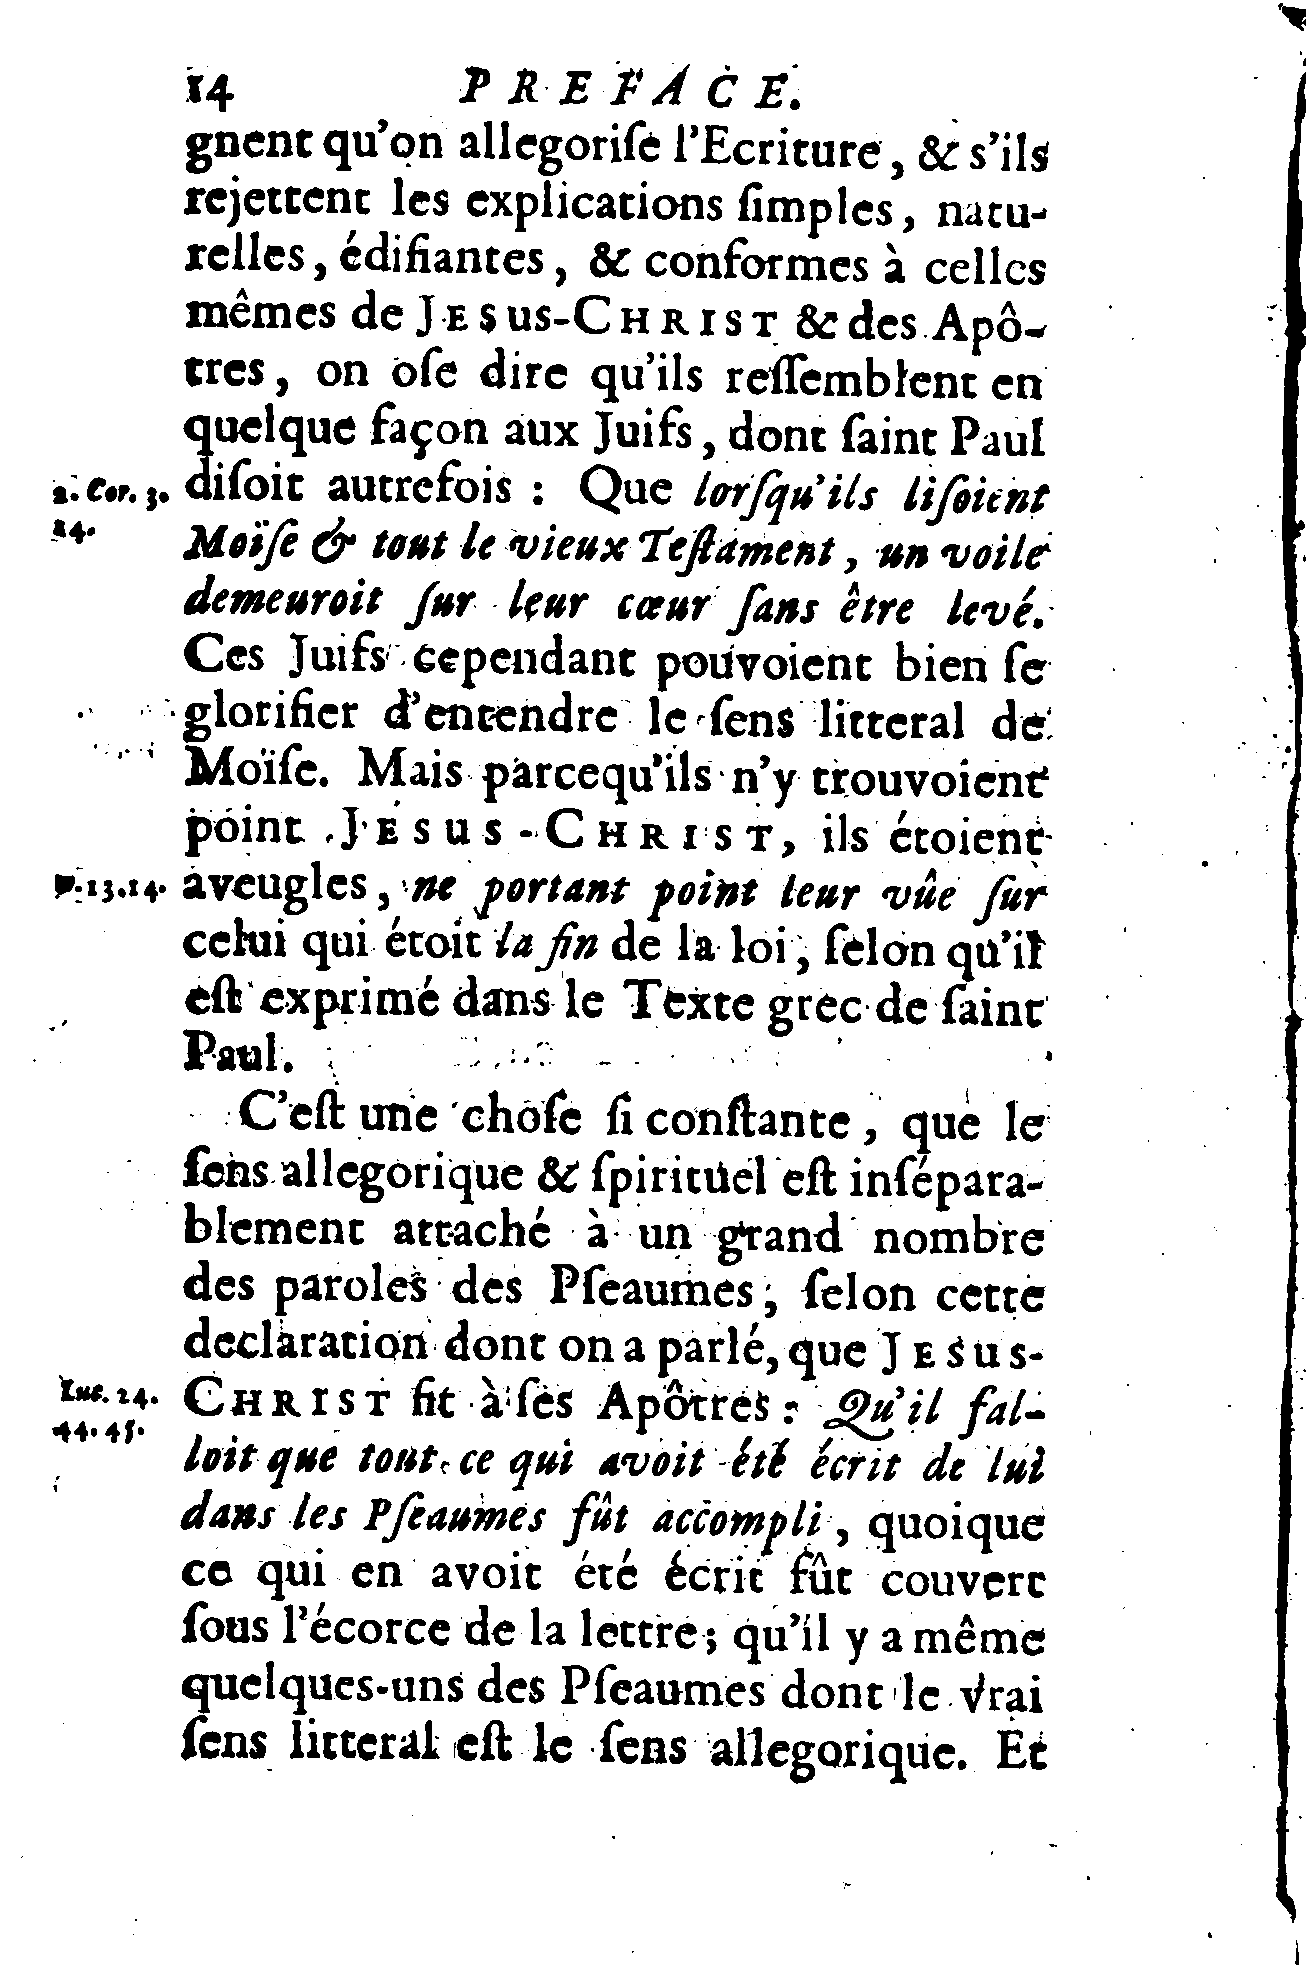 14 PREFACE.
gnent qu'on allegoriſe l'Ecriture, & s'ils
rejettent les explications ſimples, natu-
relles, édifiantes, & conformes à celles
mêmes de JESUS-CHRIST & des Apô-
tres, on oſe dire qu'ils reſſemblent en
quelque façon aux Juifs, dont ſaint Paul
2. Cor. 3. diſoit autrefois : Que lorſqu'ils liſoient
14. Moïſe & tout le vieux Teſtament, un voile
demeuroit ſur leur cœur ſans être levé.
Ces Juifs cependant pouvoient bien ſe
glorifier d'entendre le ſens litteral de
Moïſe. Mais parcequ'ils n'y trouvoient
point JESUS-CHRIST, ils étoient
v. 13. 14. aveugles, ne portant point leur vûe ſur
celui qui étoit la fin de la loi, ſelon qu'il
eſt exprimé dans le Texte grec de ſaint
Paul.
C'eſt une choſe ſi conſtante, que le
ſens allegorique & ſpirituel eſt inſépara-
blement attaché à un grand nombre
des paroles des Pſeaumes, ſelon cette
declaration dont on a parlé, que JESUS-
Luc. 24. CHRIST fit à ſes Apôtres : Qu'il fal-
44. 45. loit que tout ce qui avoit été écrit de lui
dans les Pſeaumes fût accompli, quoique
ce qui en avoit été écrit fût couvert
ſous l'écorce de la lettre; qu'il y a même
quelques-uns des Pſeaumes dont le vrai
ſens litteral eſt le ſens allegorique. Et